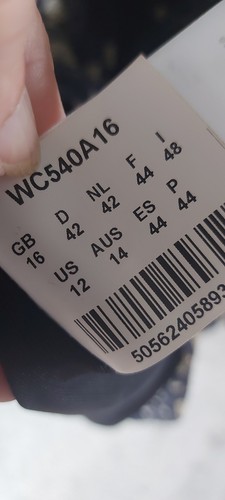 WC540A16
GB D NL F I
16 42 42 44 48
US AUS ES P
12 14 44 44
50562405893